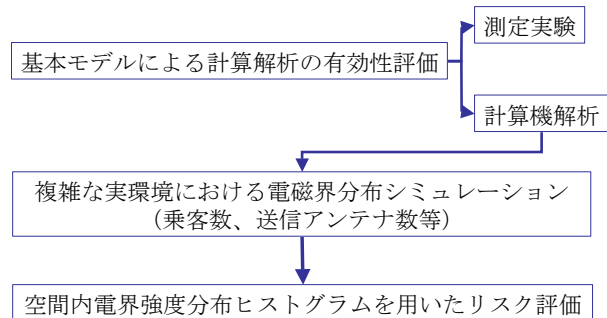 測定実験
基本モデルによる計算解析の有効性評価
計算機解析
複雑な実環境における電磁界分布シミュレーション
(乗客数、送信アンテナ数等)
空間内電界強度分布ヒストグラムを用いたリスク評価